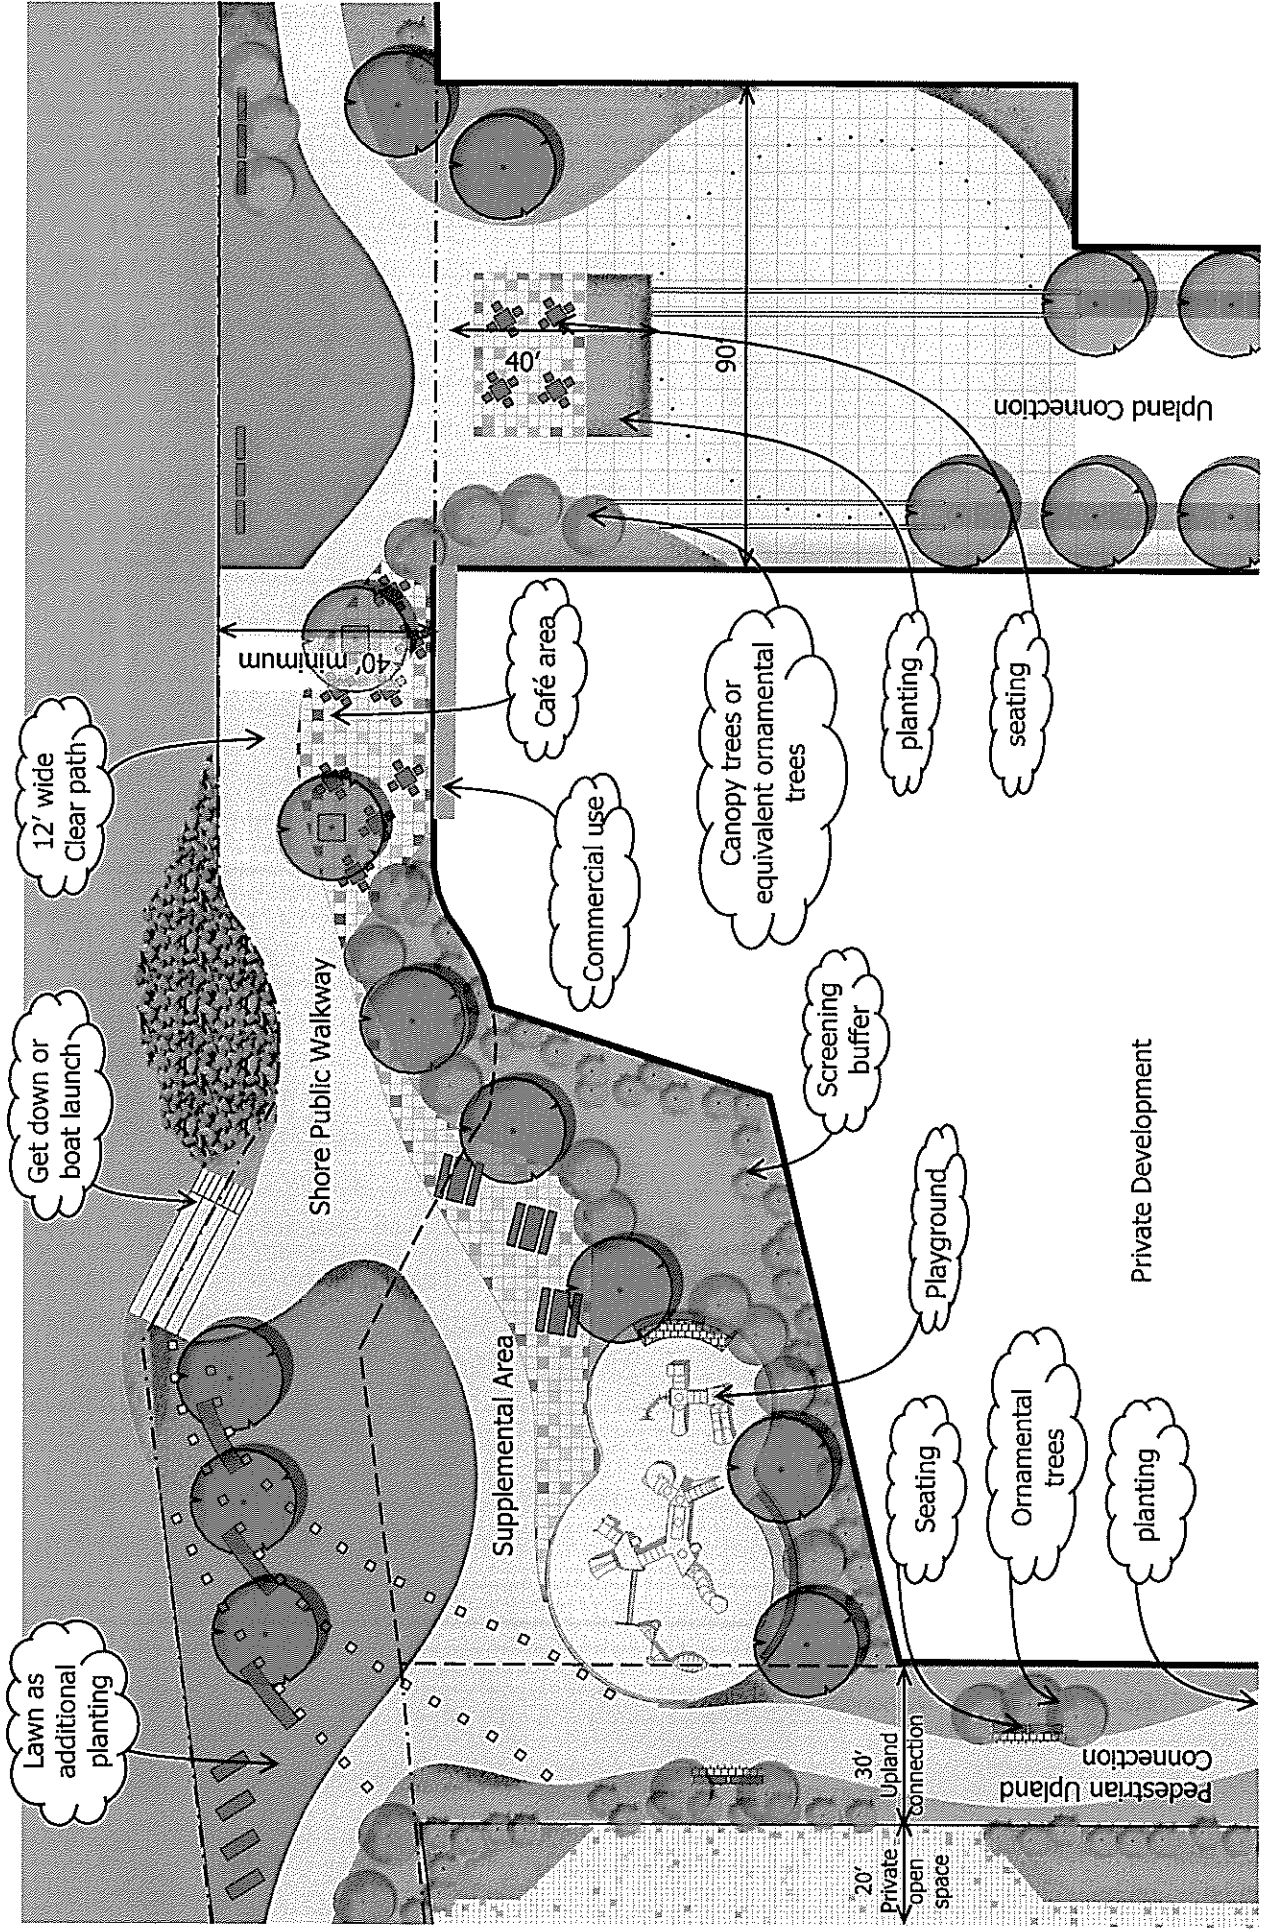 Lawn as
additional
planting
Get down or
boat launch
12' wide
Clear path
Shore Public Walkway
40' minimum
Supplemental Area
Café area
Commercial use
Canopy trees or
equivalent ornamental
trees
planting
seating
40'
90'
Upland Connection
Screening
buffer
Playground
Private Development
Seating
Ornamental
trees
planting
20'
Private
open
space
30'
Upland
connection
Pedestrian Upland
Connection